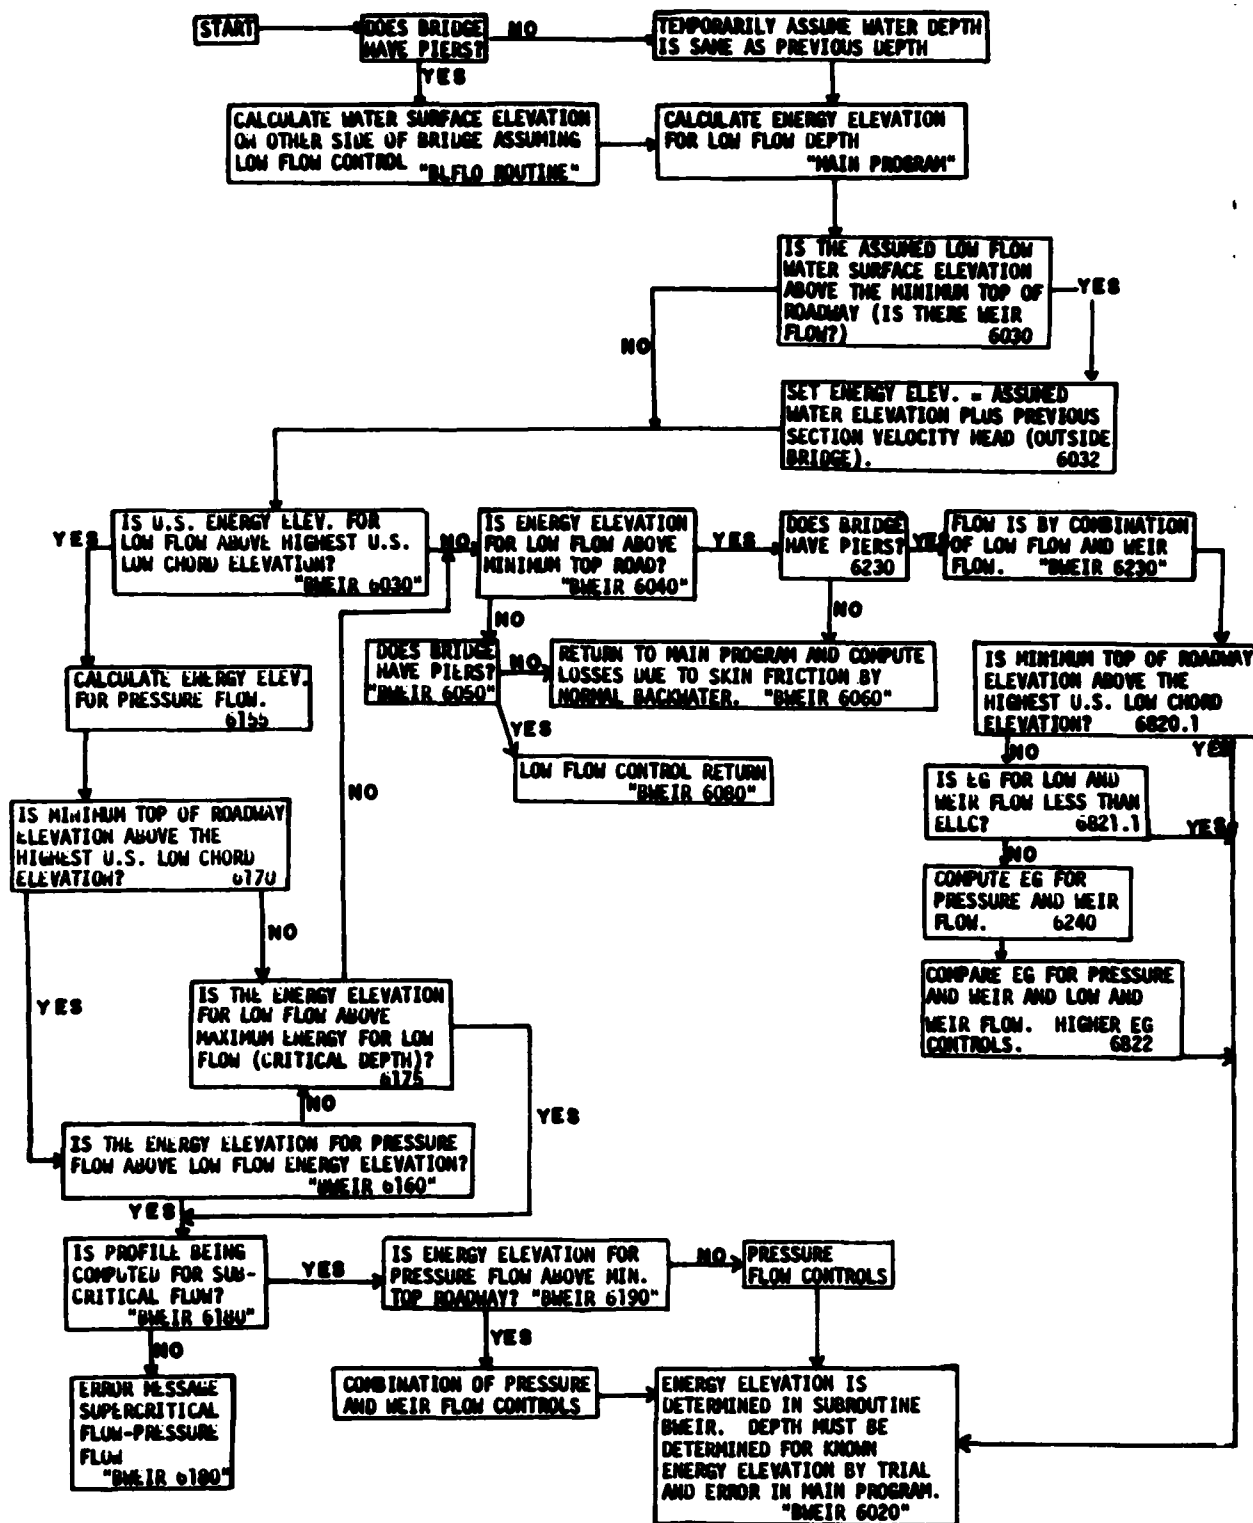 START
DOES BRIDGE
HAVE PIERS?
NO
TEMPORARILY ASSUME WATER DEPTH
IS SAME AS PREVIOUS DEPTH
YES
CALCULATE WATER SURFACE ELEVATION
ON OTHER SIDE OF BRIDGE ASSUMING
LOW FLOW CONTROL
"BLFLO ROUTINE"
CALCULATE ENERGY ELEVATION
FOR LOW FLOW DEPTH
"MAIN PROGRAM"
IS THE ASSUMED LOW FLOW
WATER SURFACE ELEVATION
ABOVE THE MINIMUM TOP OF
ROADWAY (IS THERE WEIR
FLOW?) 6030
YES
NO
SET ENERGY ELEV. = ASSUMED
WATER ELEVATION PLUS PREVIOUS
SECTION VELOCITY HEAD (OUTSIDE
BRIDGE). 6032
YES
IS U.S. ENERGY ELEV. FOR
LOW FLOW ABOVE HIGHEST U.S.
LOW CHORD ELEVATION?
"BWEIR 6030"
NO
IS ENERGY ELEVATION
FOR LOW FLOW ABOVE
MINIMUM TOP ROAD?
"BWEIR 6040"
YES
DOES BRIDGE
HAVE PIERS?
6230
YES
FLOW IS BY COMBINATION
OF LOW FLOW AND WEIR
FLOW. "BWEIR 6230"
NO
NO
DOES BRIDGE
HAVE PIERS?
"BWEIR 6050"
NO
RETURN TO MAIN PROGRAM AND COMPUTE
LOSSES DUE TO SKIN FRICTION BY
NORMAL BACKWATER. "BWEIR 6060"
IS MINIMUM TOP OF ROADWAY
ELEVATION ABOVE THE
HIGHEST U.S. LOW CHORD
ELEVATION? 6820.1
CALCULATE ENERGY ELEV.
FOR PRESSURE FLOW.
6155
YES
LOW FLOW CONTROL RETURN
"BWEIR 6080"
NO
YES
IS EG FOR LOW AND
WEIR FLOW LESS THAN
ELLC? 6821.1
YES
NO
IS MINIMUM TOP OF ROADWAY
ELEVATION ABOVE THE
HIGHEST U.S. LOW CHORD
ELEVATION? 6170
NO
COMPUTE EG FOR
PRESSURE AND WEIR
FLOW. 6240
NO
YES
COMPARE EG FOR PRESSURE
AND WEIR AND LOW AND
WEIR FLOW. HIGHER EG
CONTROLS. 6822
IS THE ENERGY ELEVATION
FOR LOW FLOW ABOVE
MAXIMUM ENERGY FOR LOW
FLOW (CRITICAL DEPTH)?
6175
NO
YES
IS THE ENERGY ELEVATION FOR PRESSURE
FLOW ABOVE LOW FLOW ENERGY ELEVATION?
"BWEIR 6160"
YES
IS PROFILE BEING
COMPUTED FOR SUB-
CRITICAL FLOW?
"BWEIR 6180"
YES
IS ENERGY ELEVATION FOR
PRESSURE FLOW ABOVE MIN.
TOP ROADWAY? "BWEIR 6190"
NO
PRESSURE
FLOW CONTROLS
NO
YES
ERROR MESSAGE
SUPERCRITICAL
FLOW-PRESSURE
FLOW
"BWEIR 6180"
COMBINATION OF PRESSURE
AND WEIR FLOW CONTROLS
ENERGY ELEVATION IS
DETERMINED IN SUBROUTINE
BWEIR. DEPTH MUST BE
DETERMINED FOR KNOWN
ENERGY ELEVATION BY TRIAL
AND ERROR IN MAIN PROGRAM.
"BWEIR 6020"